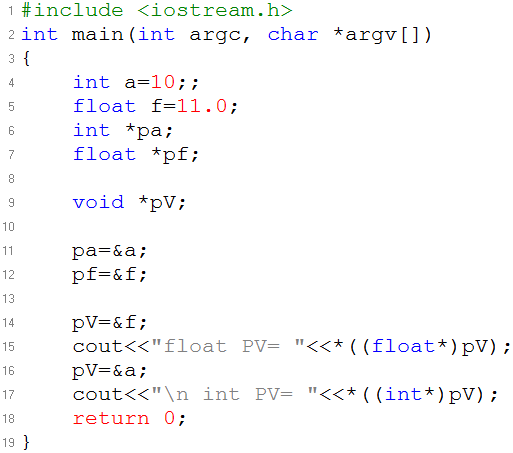 1 #include <iostream.h>
2 int main(int argc, char *argv[])
3 {
4     int a=10;;
5     float f=11.0;
6     int *pa;
7     float *pf;
8
9     void *pV;
10
11     pa=&a;
12     pf=&f;
13
14     pV=&f;
15     cout<<"float PV= "<<*((float*)pV);
16     pV=&a;
17     cout<<"\n int PV= "<<*((int*)pV);
18     return 0;
19 }